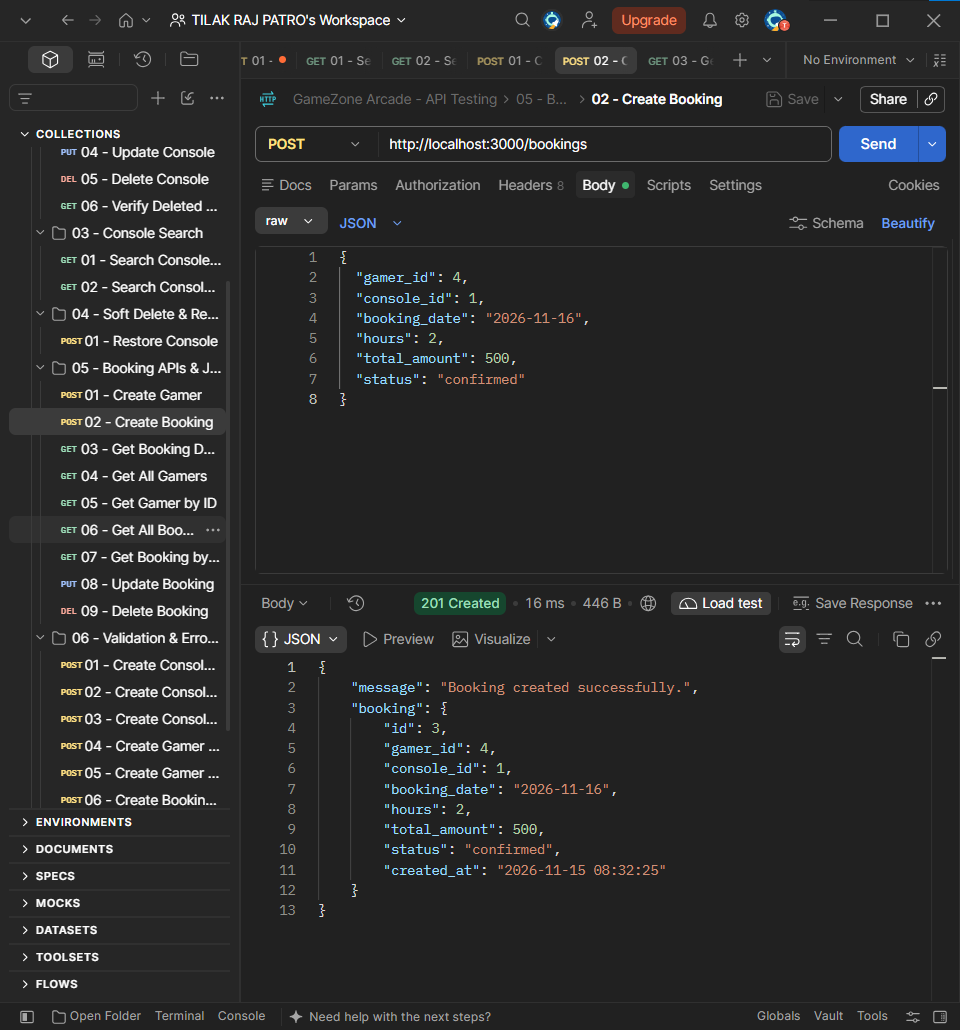 TILAK RAJ PATRO's Workspace
Upgrade
T 01 -
GET 01 - Se
GET 02 - Se
POST 01 - C
POST 02 - C
GET 03 - Ge
No Environment
HTTP GameZone Arcade - API Testing > 05 - B... > 02 - Create Booking
Save
Share
COLLECTIONS
PUT 04 - Update Console
DEL 05 - Delete Console
GET 06 - Verify Deleted ...
03 - Console Search
GET 01 - Search Console...
GET 02 - Search Consol...
04 - Soft Delete & Re...
POST 01 - Restore Console
05 - Booking APIs & J...
POST 01 - Create Gamer
POST 02 - Create Booking
GET 03 - Get Booking D...
GET 04 - Get All Gamers
GET 05 - Get Gamer by ID
GET 06 - Get All Boo...
GET 07 - Get Booking by...
PUT 08 - Update Booking
DEL 09 - Delete Booking
06 - Validation & Erro...
POST 01 - Create Consol...
POST 02 - Create Consol...
POST 03 - Create Consol...
POST 04 - Create Gamer ...
POST 05 - Create Gamer ...
POST 06 - Create Bookin...
ENVIRONMENTS
DOCUMENTS
SPECS
MOCKS
DATASETS
TOOLSETS
FLOWS
POST
http://localhost:3000/bookings
Send
Docs
Params
Authorization
Headers 8
Body
Scripts
Settings
Cookies
raw
JSON
Schema
Beautify
1 {
2 "gamer_id": 4,
3 "console_id": 1,
4 "booking_date": "2026-11-16",
5 "hours": 2,
6 "total_amount": 500,
7 "status": "confirmed"
8 }
Body
201 Created
16 ms
446 B
Load test
e.g. Save Response
{} JSON
Preview
Visualize
1 {
2 "message": "Booking created successfully.",
3 "booking": {
4 "id": 3,
5 "gamer_id": 4,
6 "console_id": 1,
7 "booking_date": "2026-11-16",
8 "hours": 2,
9 "total_amount": 500,
10 "status": "confirmed",
11 "created_at": "2026-11-15 08:32:25"
12 }
13 }
Open Folder
Terminal
Console
Need help with the next steps?
Globals
Vault
Tools